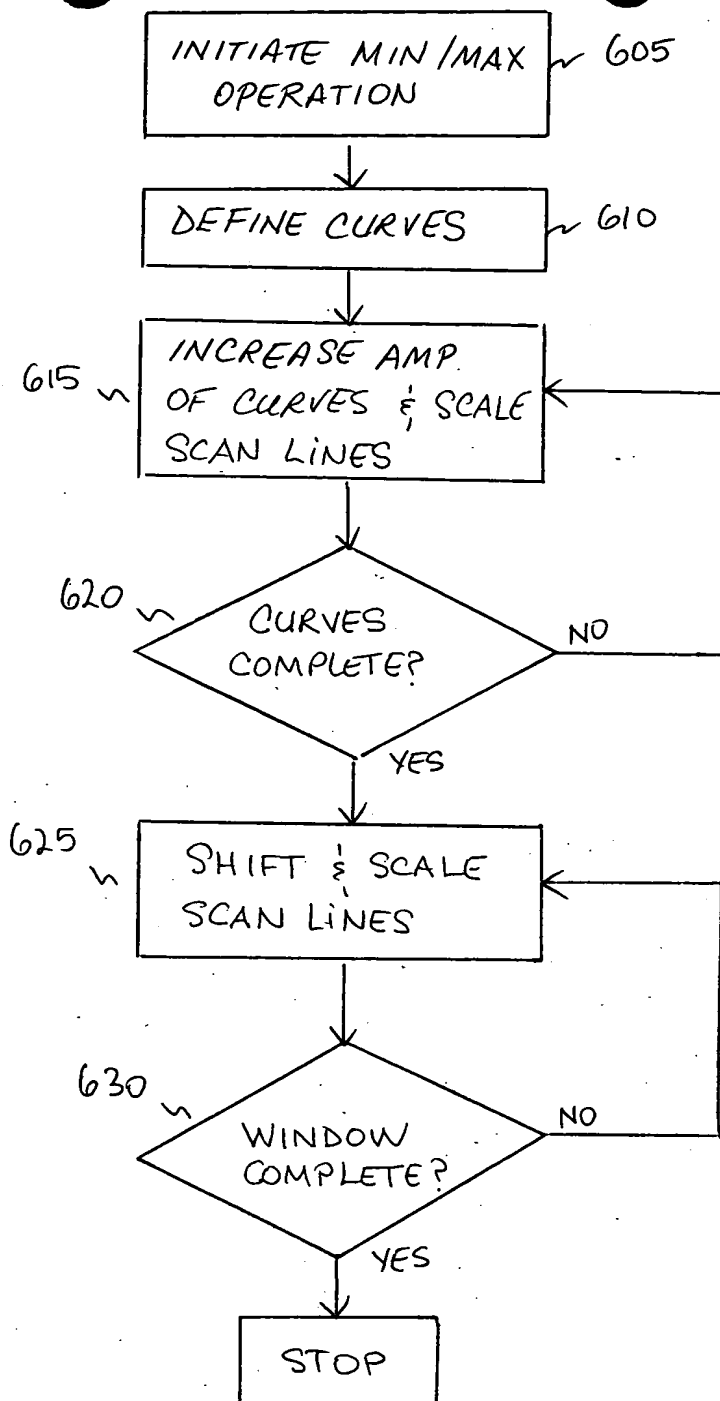 INITIATE MIN/MAX
OPERATION
605
DEFINE CURVES
610
615
INCREASE AMP.
OF CURVES & SCALE
SCAN LINES
620
CURVES
COMPLETE?
NO
YES
625
SHIFT & SCALE
SCAN LINES
630
WINDOW
COMPLETE?
NO
YES
STOP